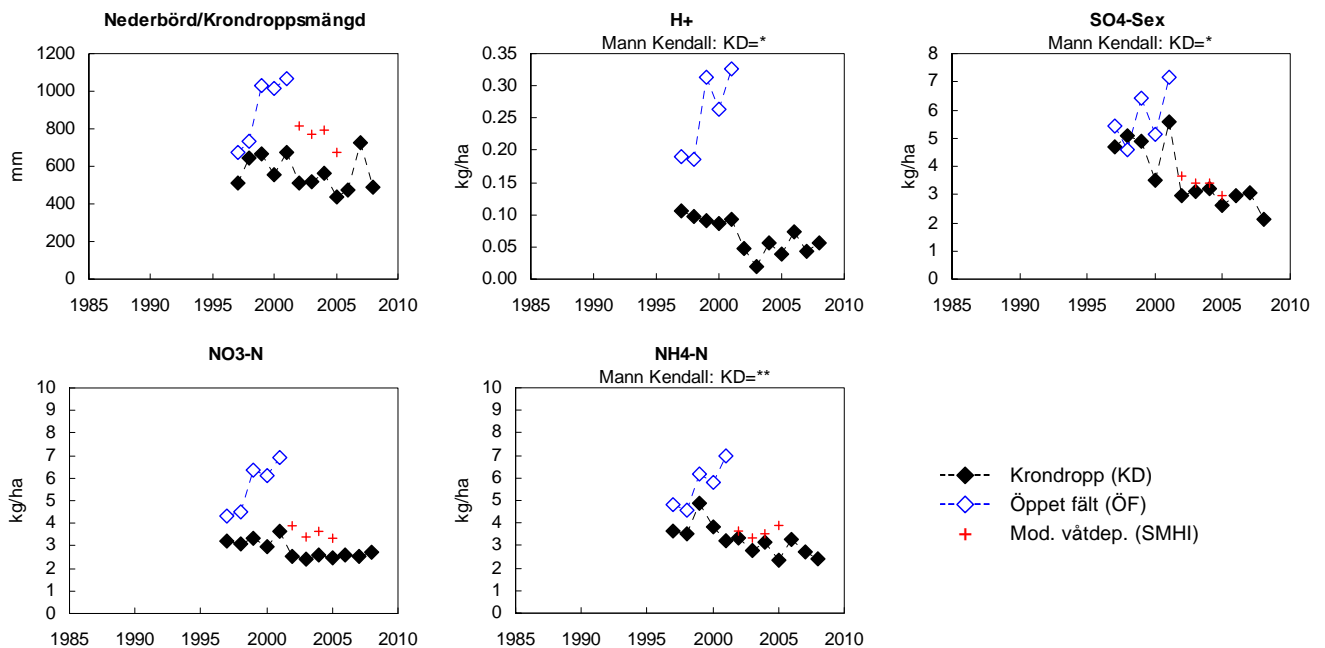 Nederbörd/Krondroppsmängd
1200
1000
800
600
400
200
0
mm
1985 1990 1995 2000 2005 2010
H+
Mann Kendall: KD=*
0.35
0.30
0.25
0.20
0.15
0.10
0.05
0.00
kg/ha
1985 1990 1995 2000 2005 2010
SO4-Sex
Mann Kendall: KD=*
8
7
6
5
4
3
2
1
0
kg/ha
1985 1990 1995 2000 2005 2010
NO3-N
10
9
8
7
6
5
4
3
2
1
0
kg/ha
1985 1990 1995 2000 2005 2010
NH4-N
Mann Kendall: KD=**
10
9
8
7
6
5
4
3
2
1
0
kg/ha
1985 1990 1995 2000 2005 2010
Krondropp (KD)
Öppet fält (ÖF)
Mod. våtdep. (SMHI)